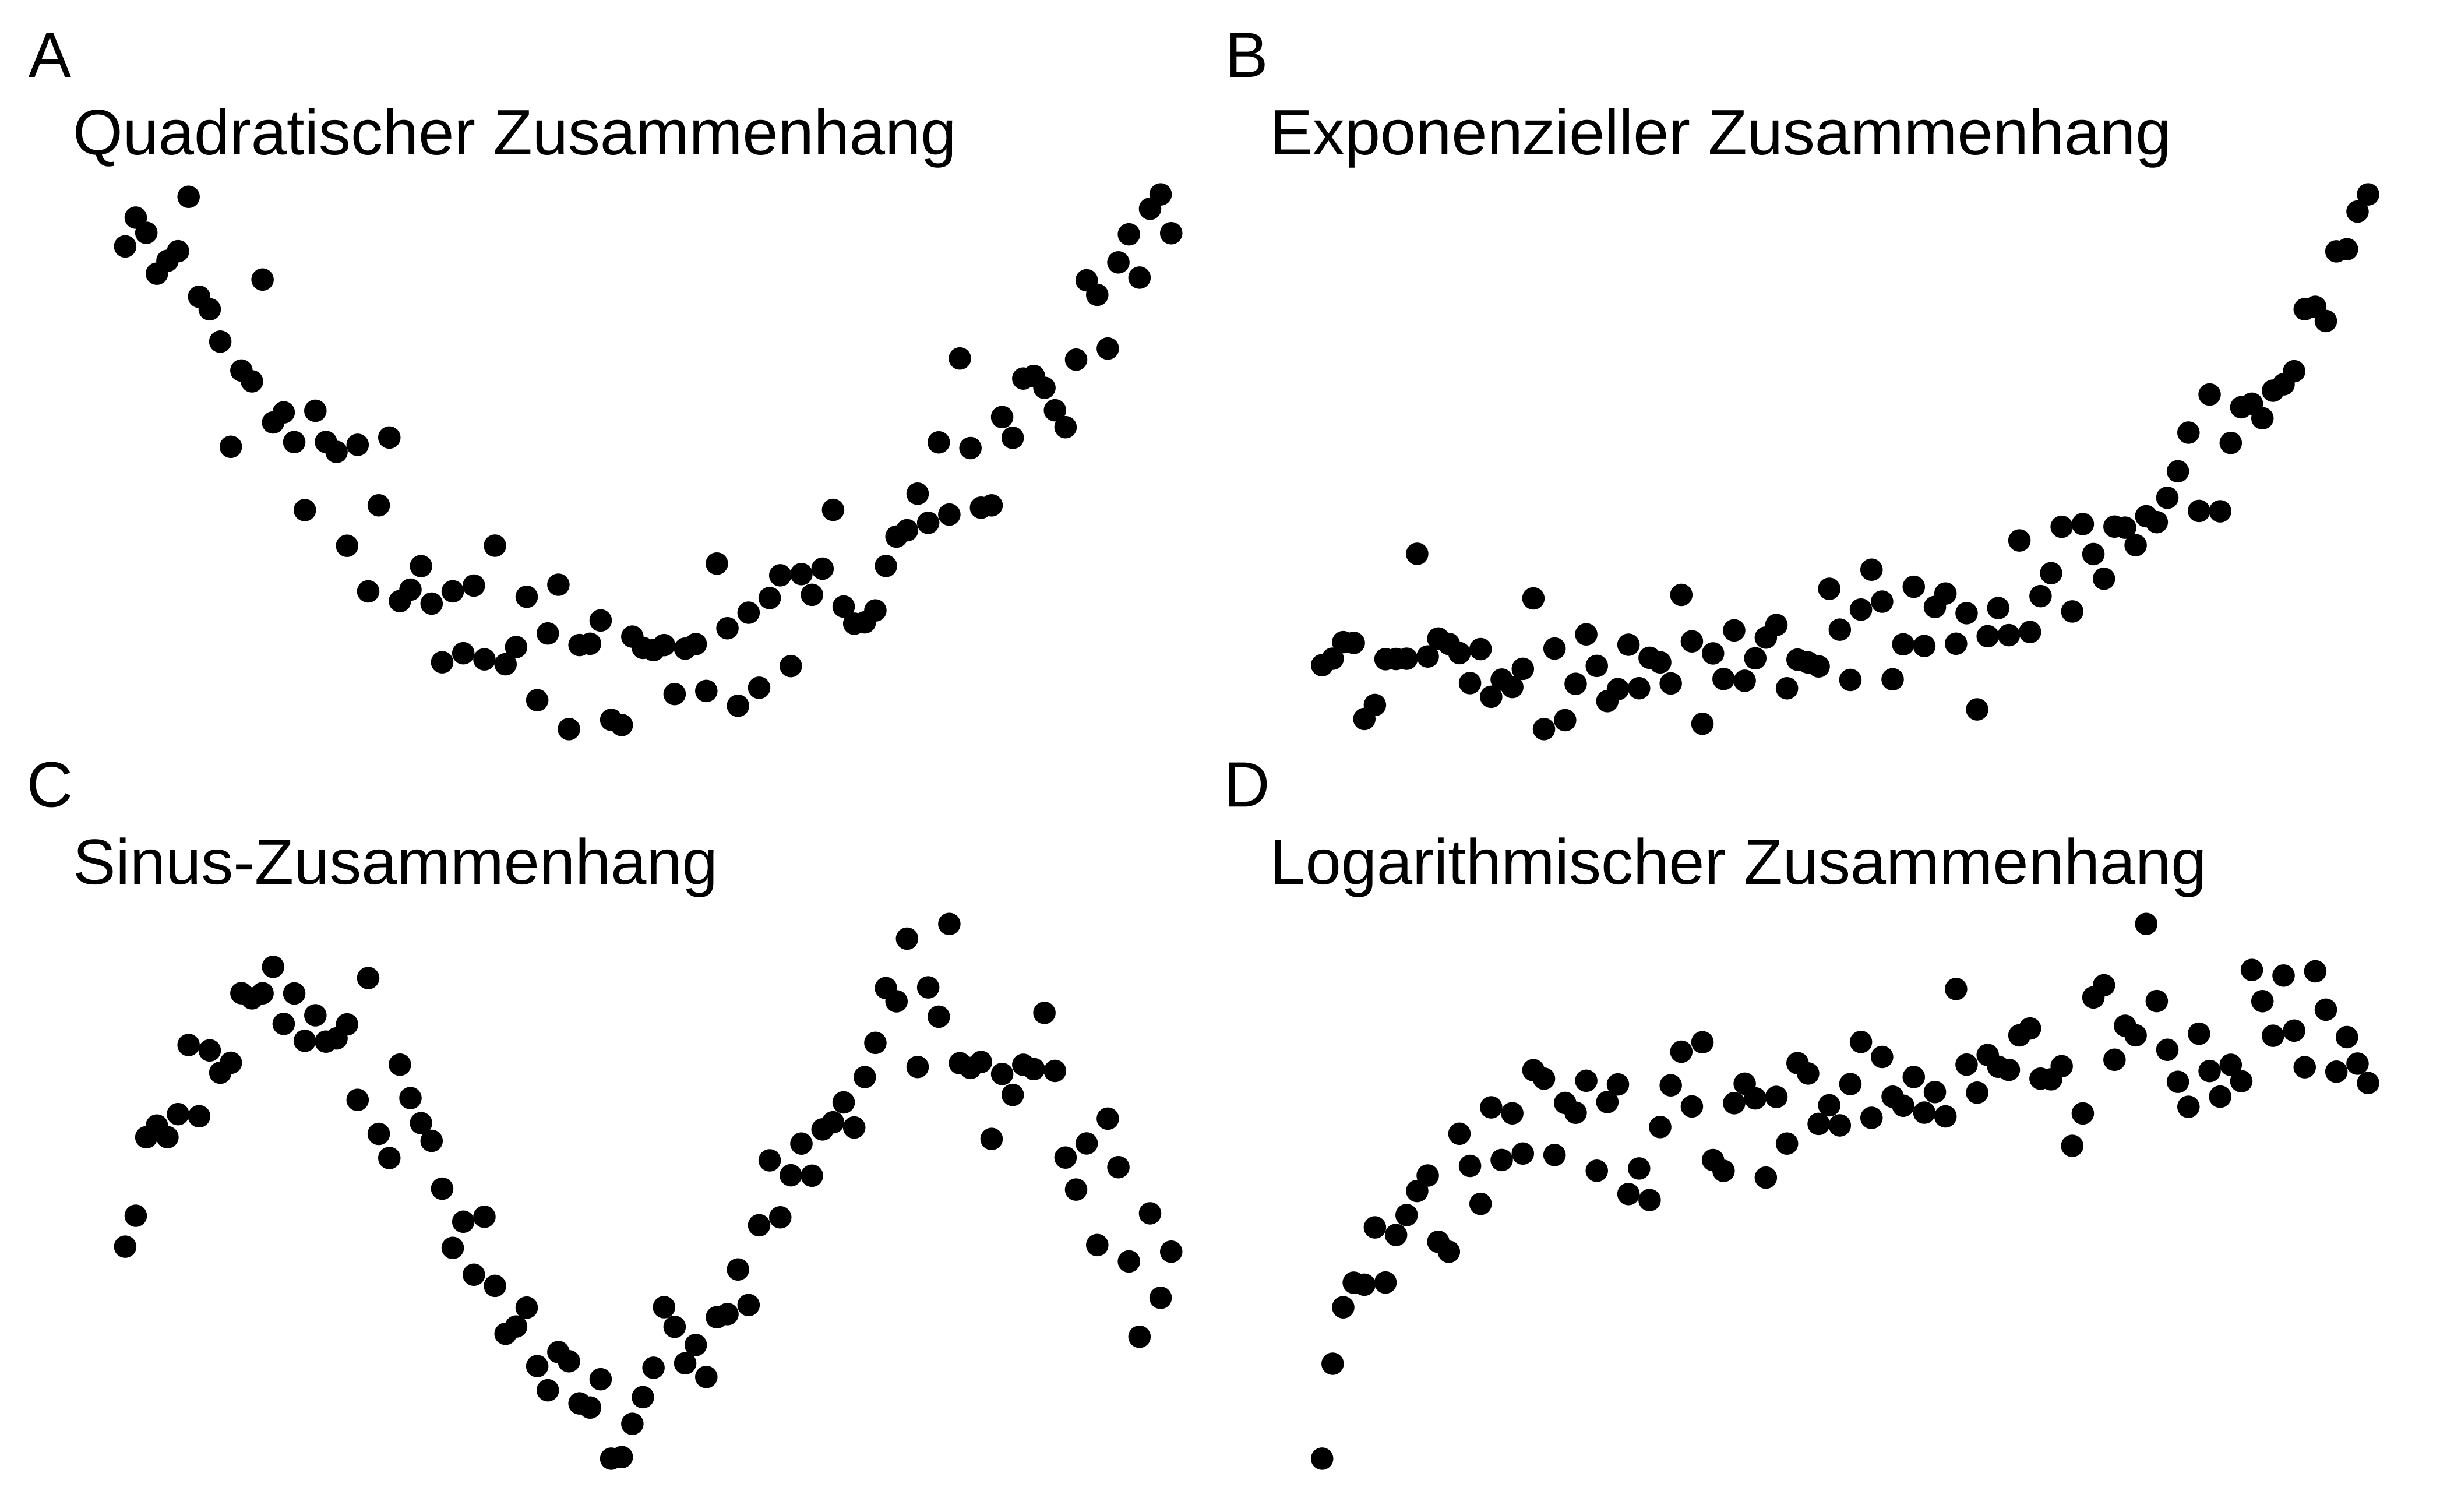 A
Quadratischer Zusammenhang
B
Exponenzieller Zusammenhang
C
Sinus-Zusammenhang
D
Logarithmischer Zusammenhang